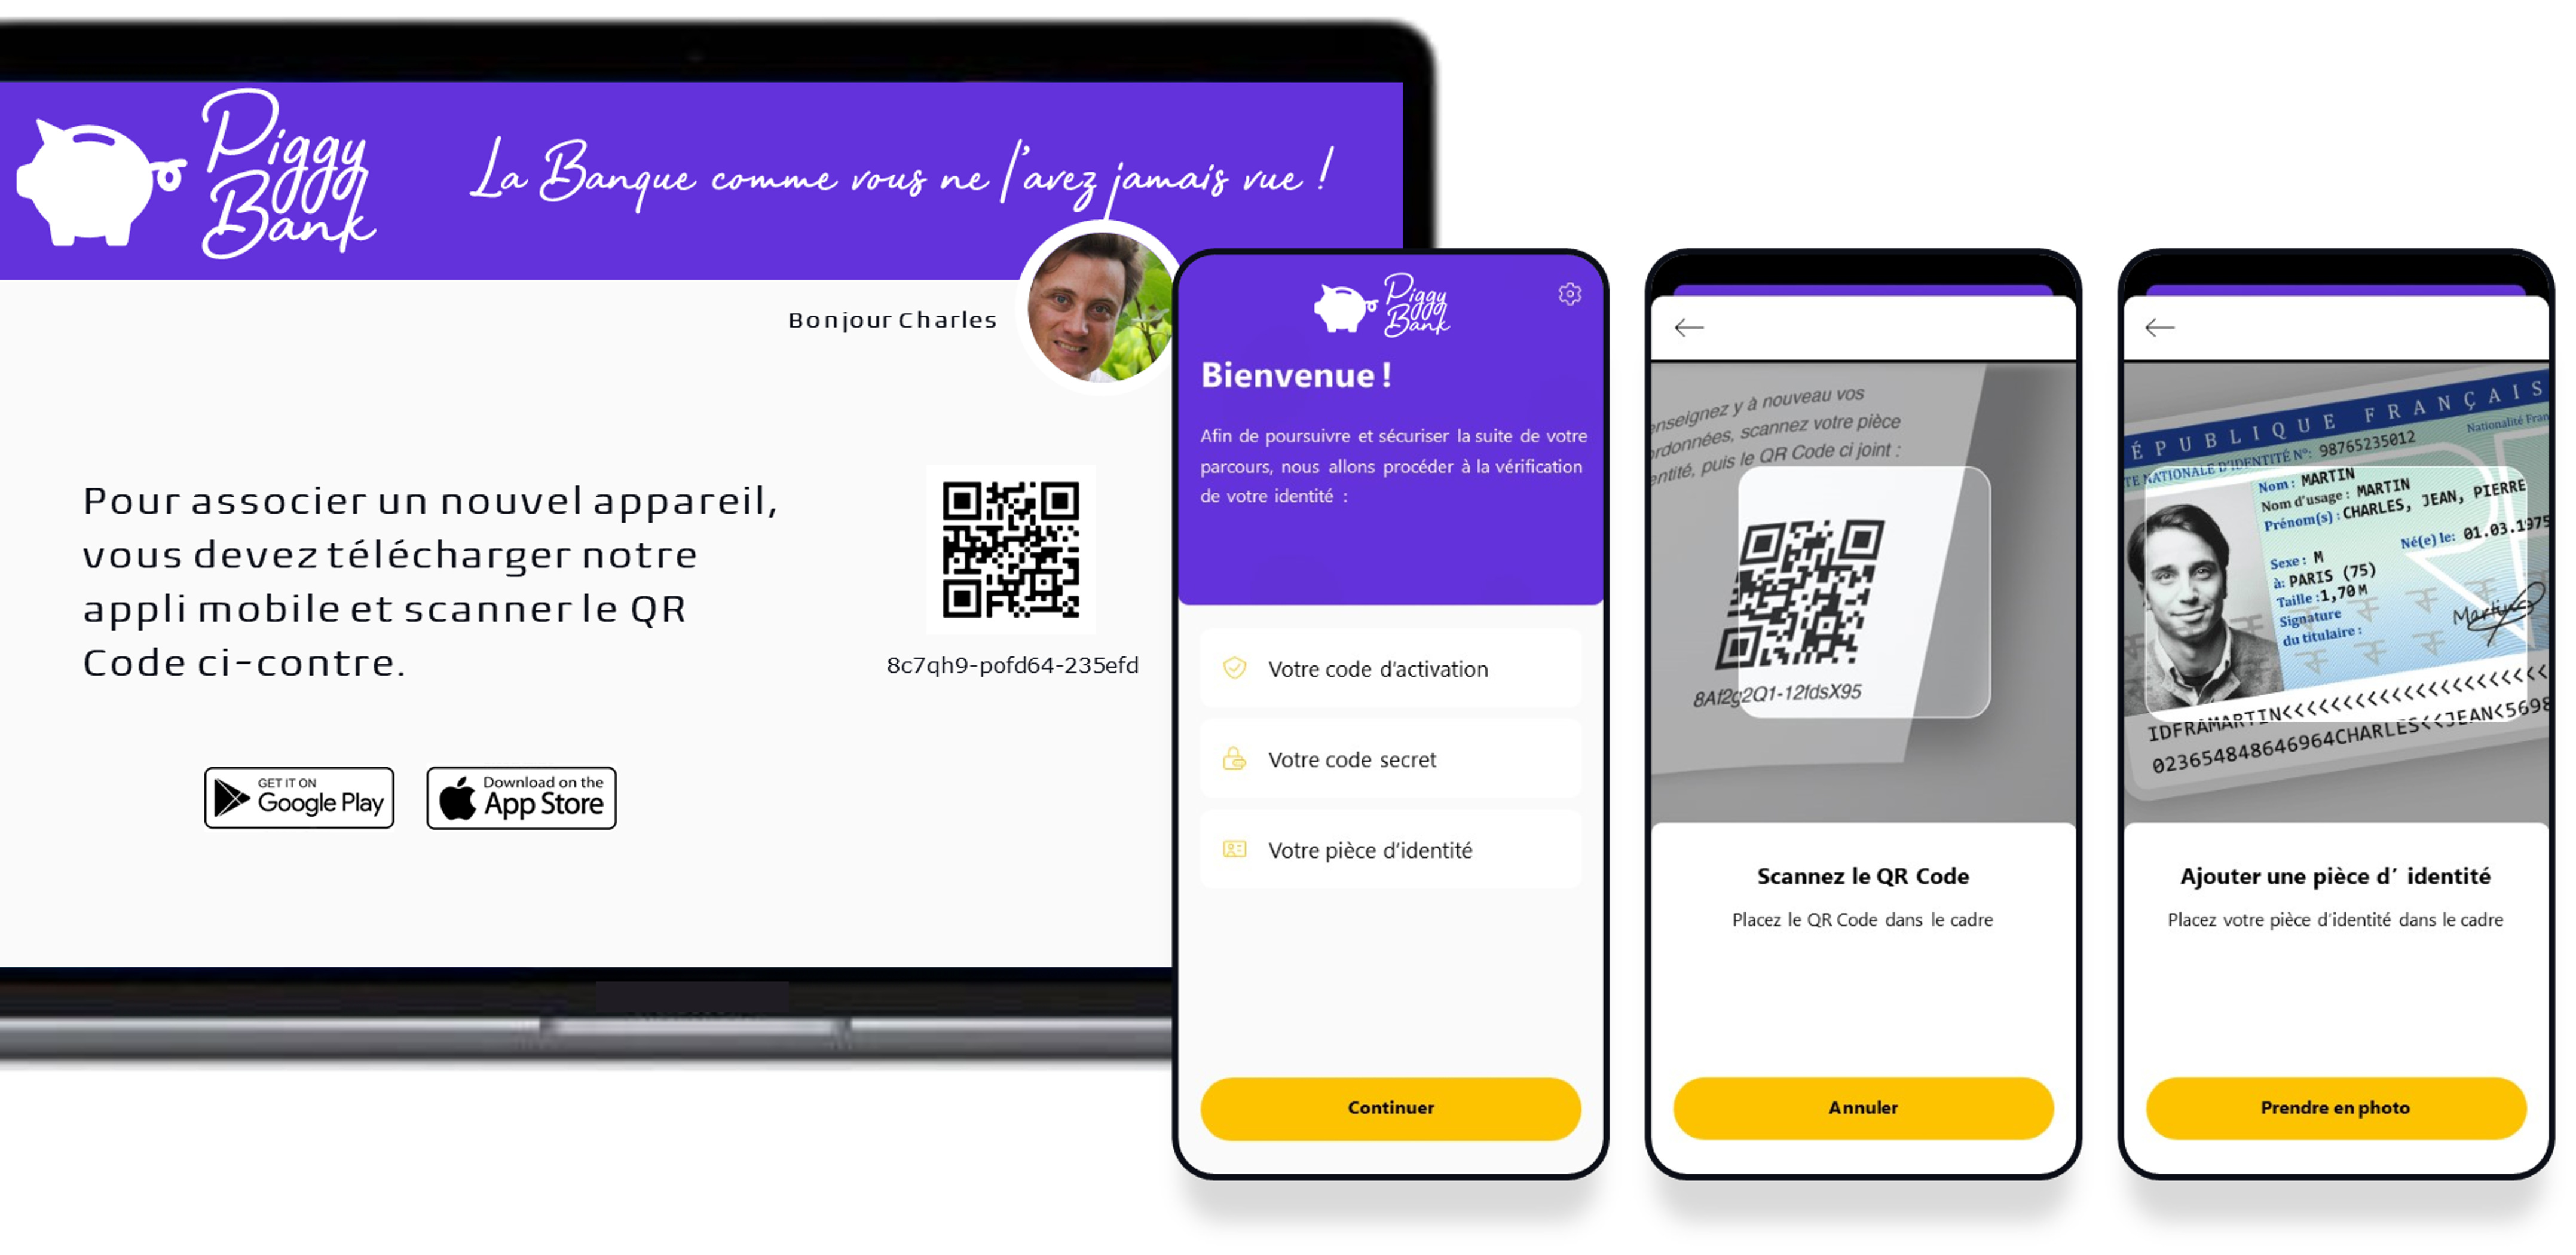 Piggy
Bank
La Banque comme vous ne l'avez jamais vue !
Bonjour Charles
Pour associer un nouvel appareil,
vous devez télécharger notre
appli mobile et scanner le QR
Code ci-contre.
8c7qh9-pofd64-235efd
GET IT ON
Google Play
Download on the
App Store
Piggy
Bank
Bienvenue !
Afin de poursuivre et sécuriser la suite de votre
parcours, nous allons procéder à la vérification
de votre identité :
Votre code d'activation
Votre code secret
Votre pièce d'identité
Continuer
enseignez y à nouveau vos
ordonnées, scannez votre pièce
entité, puis le QR Code ci joint :
8Af2g2Q1-12fdsX95
Scannez le QR Code
Placez le QR Code dans le cadre
Annuler
ÉPUBLIQUE FRANÇAIS
TE NATIONALE D'IDENTITÉ Nº: 98765235012
Nationalité Fran
Nom : MARTIN
Nom d'usage : MARTIN
Prénom(s) : CHARLES, JEAN, PIERRE
Né(e) le: 01.03.1975
Sexe : M
à: PARIS (75)
Taille :1,70 M
Signature
du titulaire :
Martin
IDFRAMARTIN<<<<<<<<<<<<<<<<<<<<<<
023654848646964CHARLES<<JEAN<5698
Ajouter une pièce d' identité
Placez votre pièce d'identité dans le cadre
Prendre en photo